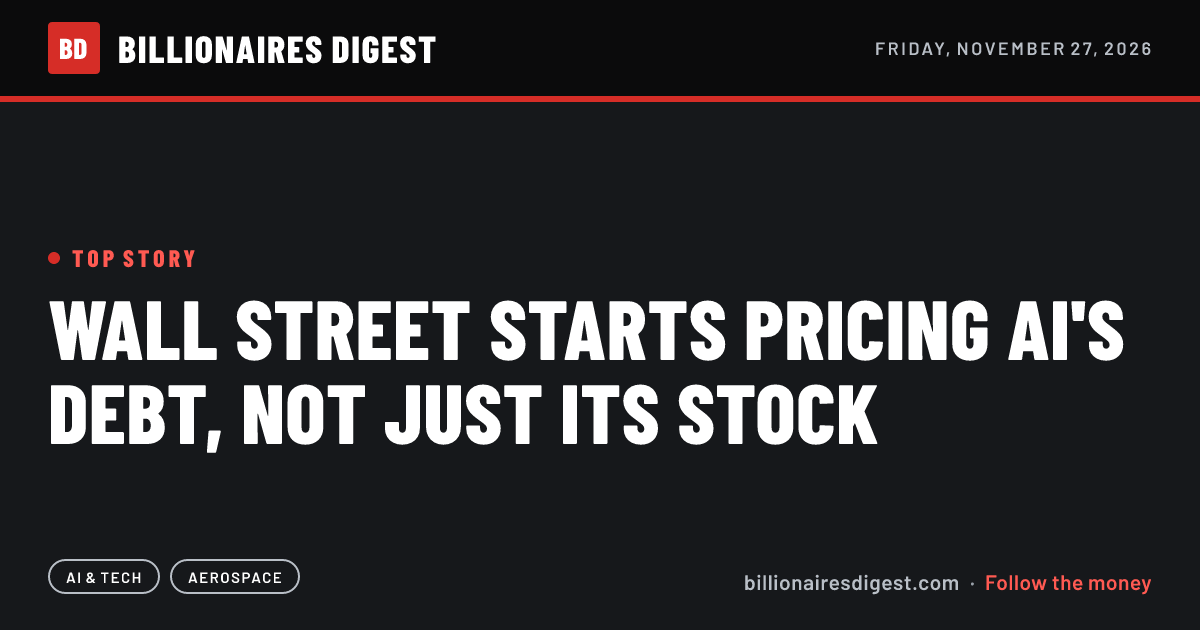 BD
BILLIONAIRES DIGEST
FRIDAY, NOVEMBER 27, 2026
TOP STORY
WALL STREET STARTS PRICING AI'S
DEBT, NOT JUST ITS STOCK
AI & TECH
AEROSPACE
billionairesdigest.com · Follow the money